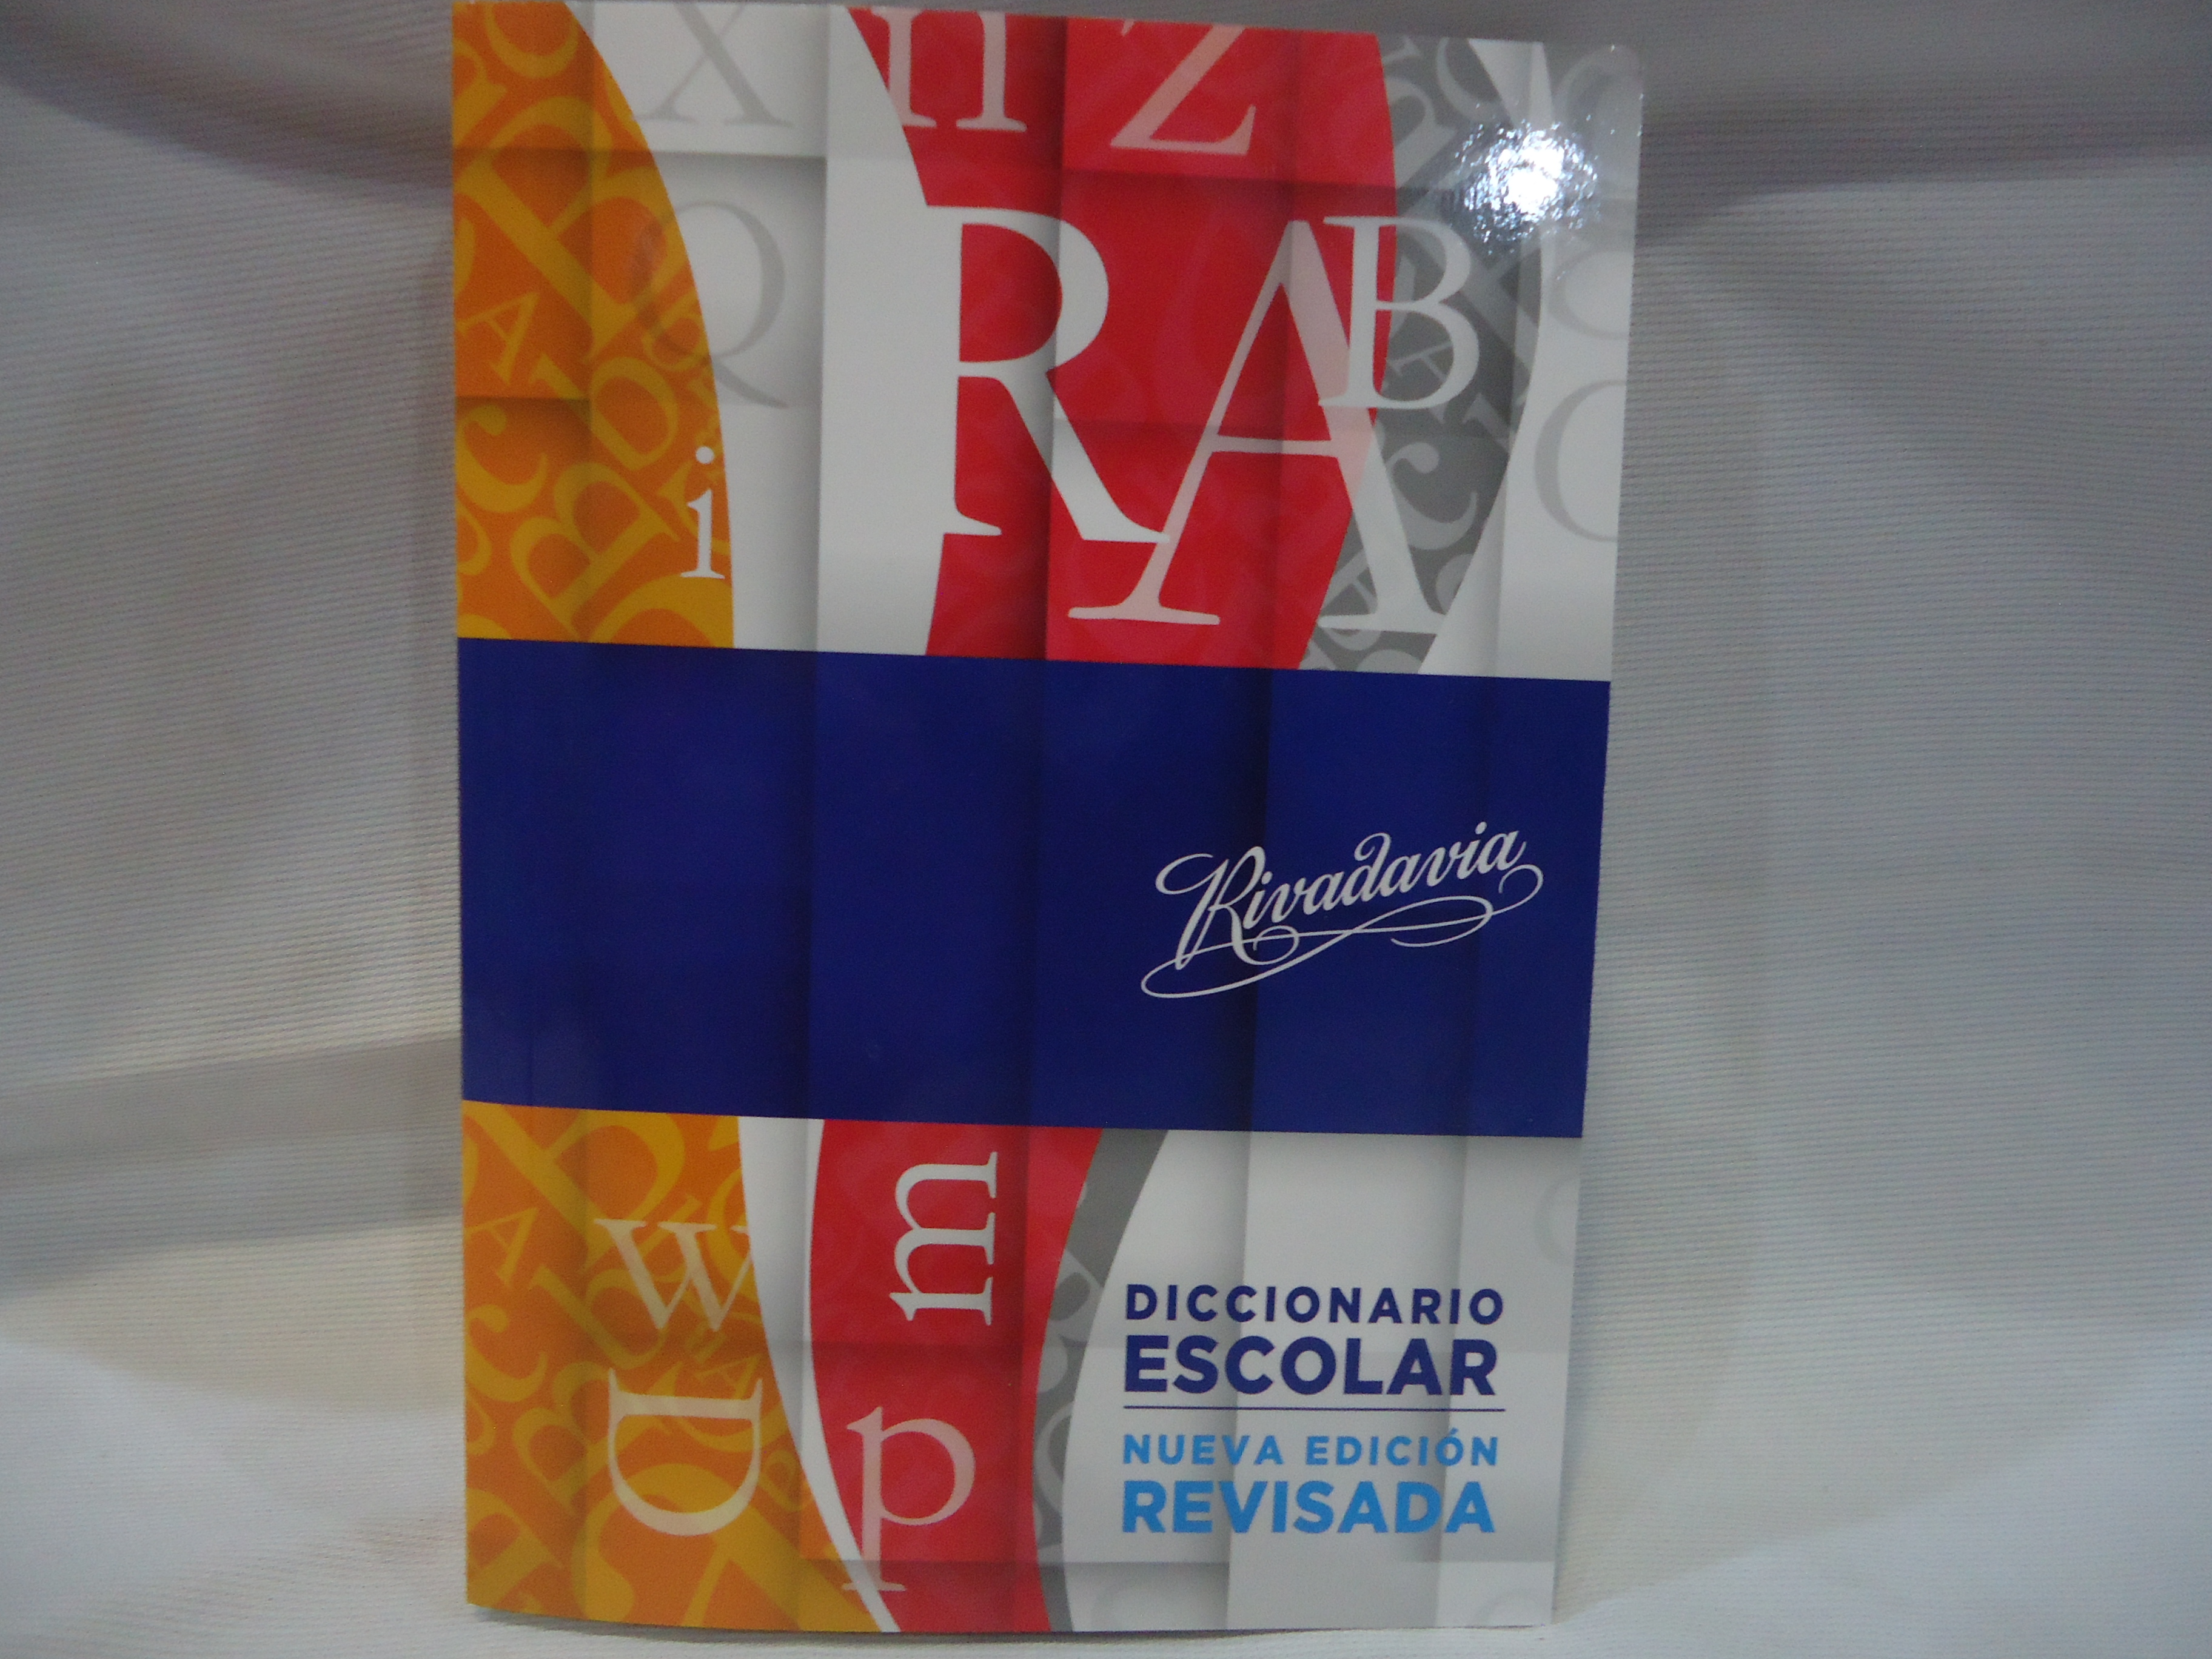 X n Z
Q R A B
i
Rivadavia
m
w
D p
DICCIONARIO
ESCOLAR
NUEVA EDICIÓN
REVISADA